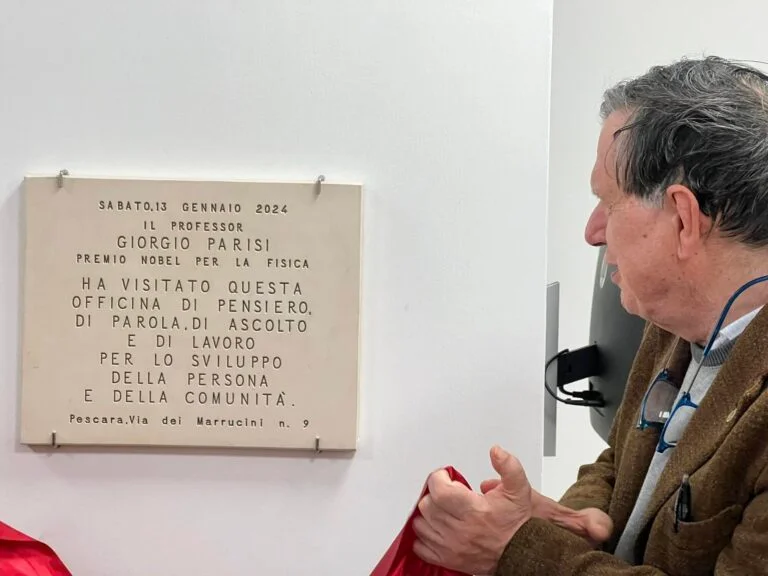 SABATO,13 GENNAIO 2024
IL PROFESSOR
GIORGIO PARISI
PREMIO NOBEL PER LA FISICA
HA VISITATO QUESTA
OFFICINA DI PENSIERO,
DI PAROLA, DI ASCOLTO
E DI LAVORO
PER LO SVILUPPO
DELLA PERSONA
E DELLA COMUNITÀ.
Pescara, Via dei Marrucini n. 9